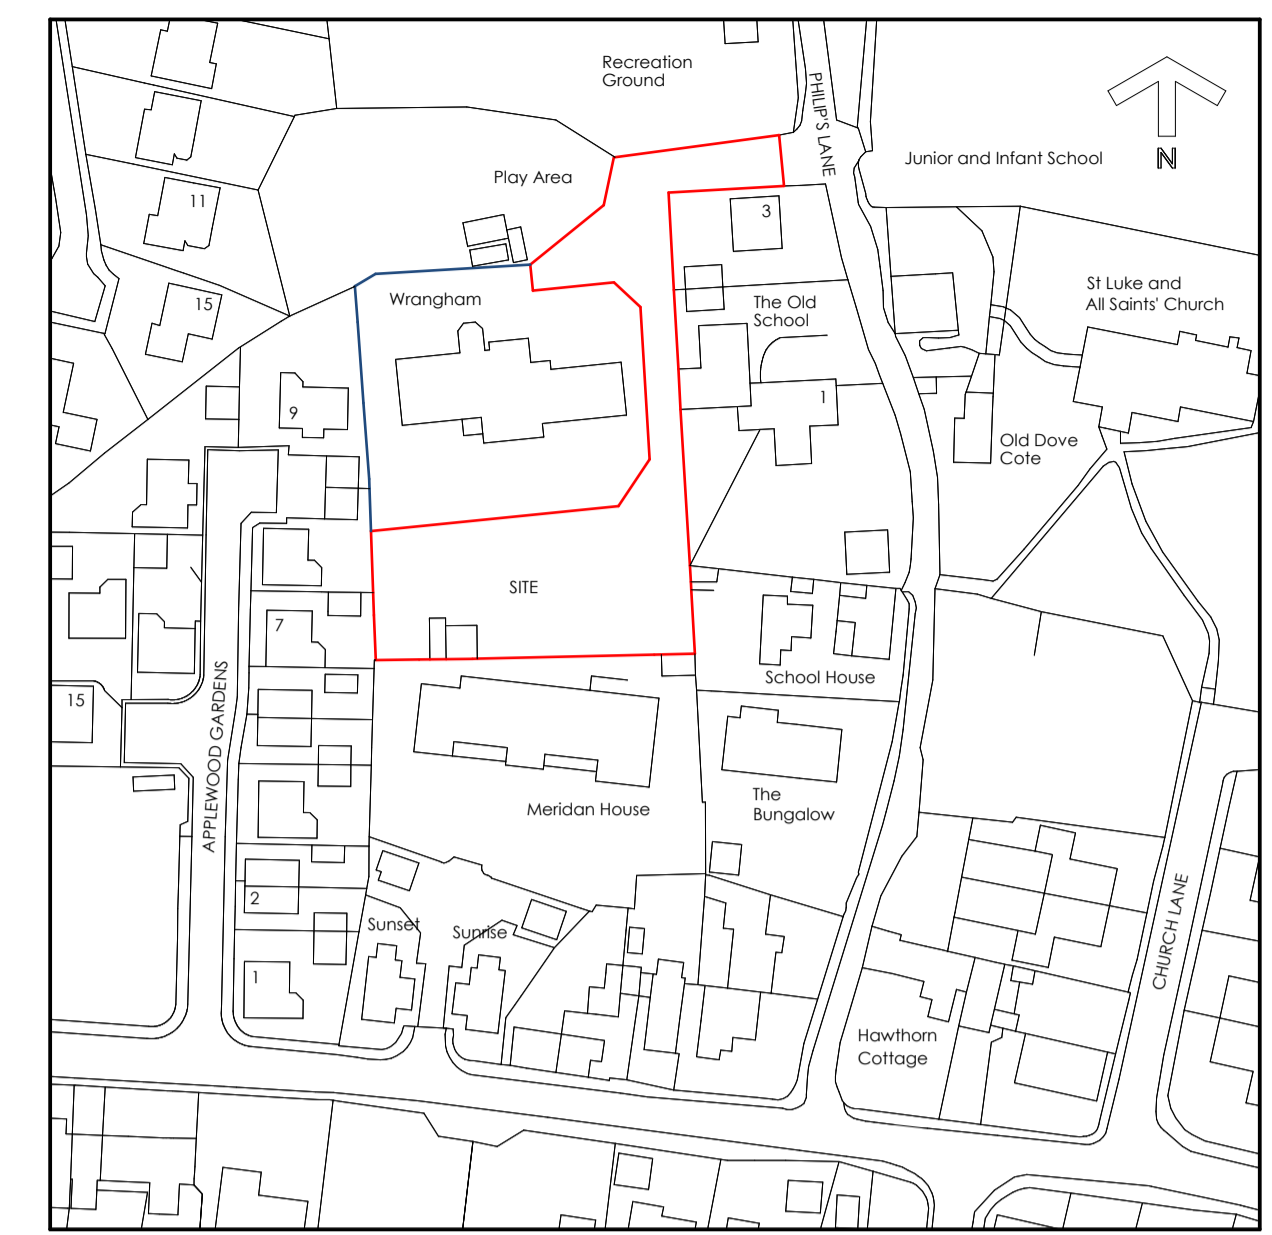 Recreation
Ground
PHILIP'S LANE
N
Junior and Infant School
Play Area
11
3
15
Wrangham
The Old
School
St Luke and
All Saints' Church
9
1
Old Dove
Cote
SITE
7
School House
15
APPLEWOOD GARDENS
Meridan House
The
Bungalow
2
Sunset
Sunrise
CHURCH LANE
1
Hawthorn
Cottage